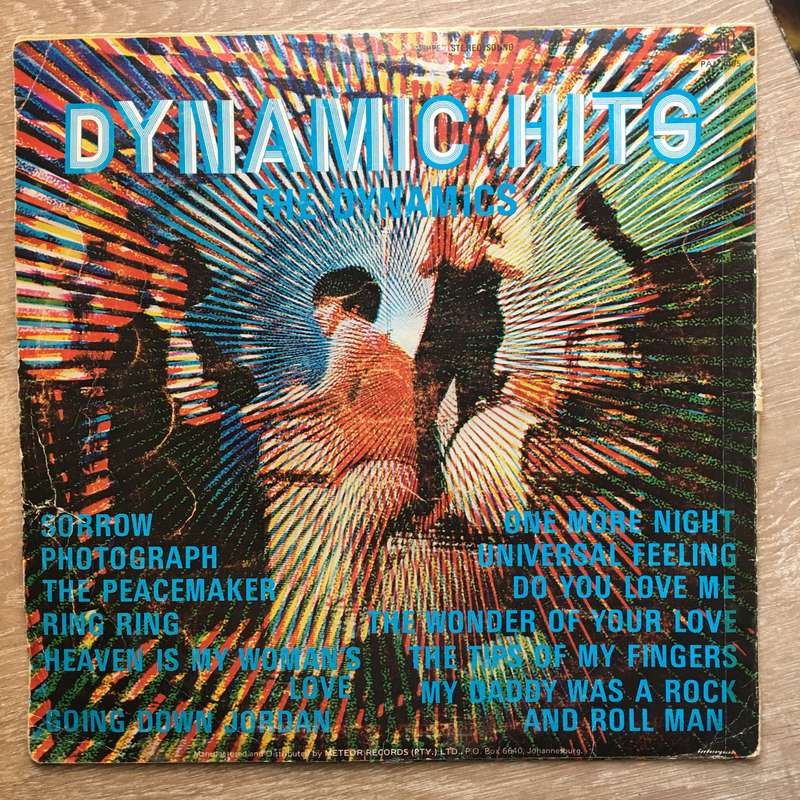 STEREO SOUND
DYNAMIC HITS
THE DYNAMICS
SORROW
PHOTOGRAPH
THE PEACEMAKER
RING RING
HEAVEN IS MY WOMAN'S
LOVE
GOING DOWN JORDAN
ONE MORE NIGHT
UNIVERSAL FEELING
DO YOU LOVE ME
THE WONDER OF YOUR LOVE
THE TIPS OF MY FINGERS
MY DADDY WAS A ROCK
AND ROLL MAN
Manufactured and Distributed by METEOR RECORDS (PTY.) LTD., P.O. Box 6640, Johannesburg.